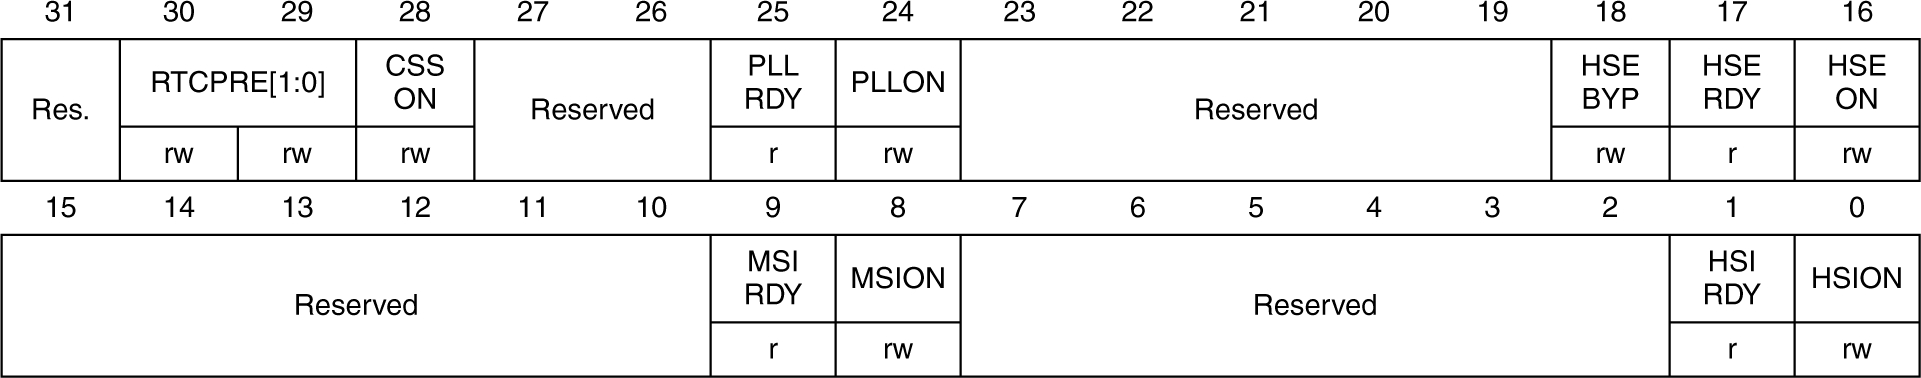 31 30 29 28 27 26 25 24 23 22 21 20 19 18 17 16
Res. RTCPRE[1:0] CSS ON Reserved PLL RDY PLLON Reserved HSE BYP HSE RDY HSE ON
rw rw rw r rw rw r rw
15 14 13 12 11 10 9 8 7 6 5 4 3 2 1 0
Reserved MSI RDY MSION Reserved HSI RDY HSION
r rw r rw